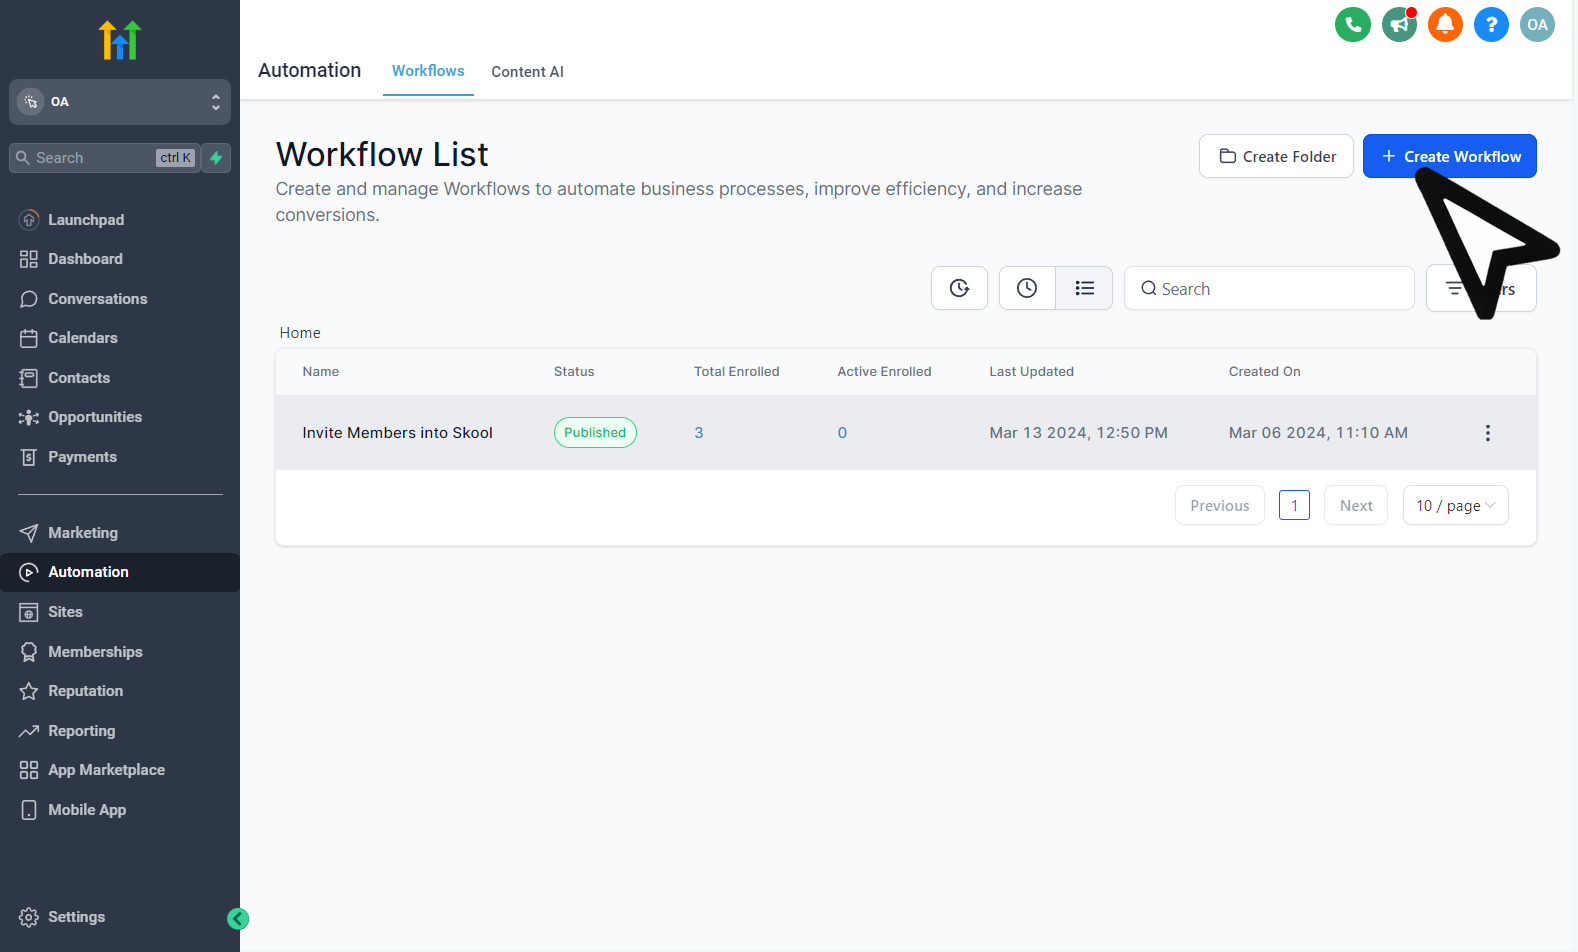 OA
Search
ctrl K
Launchpad
Dashboard
Conversations
Calendars
Contacts
Opportunities
Payments
Marketing
Automation
Sites
Memberships
Reputation
Reporting
App Marketplace
Mobile App
Settings
OA
Automation
Workflows
Content AI
Workflow List
Create and manage Workflows to automate business processes, improve efficiency, and increase
conversions.
Create Folder
+ Create Workflow
Search
Home
Name Status Total Enrolled Active Enrolled Last Updated Created On
Invite Members into Skool Published 3 0 Mar 13 2024, 12:50 PM Mar 06 2024, 11:10 AM
Previous 1 Next 10 / page